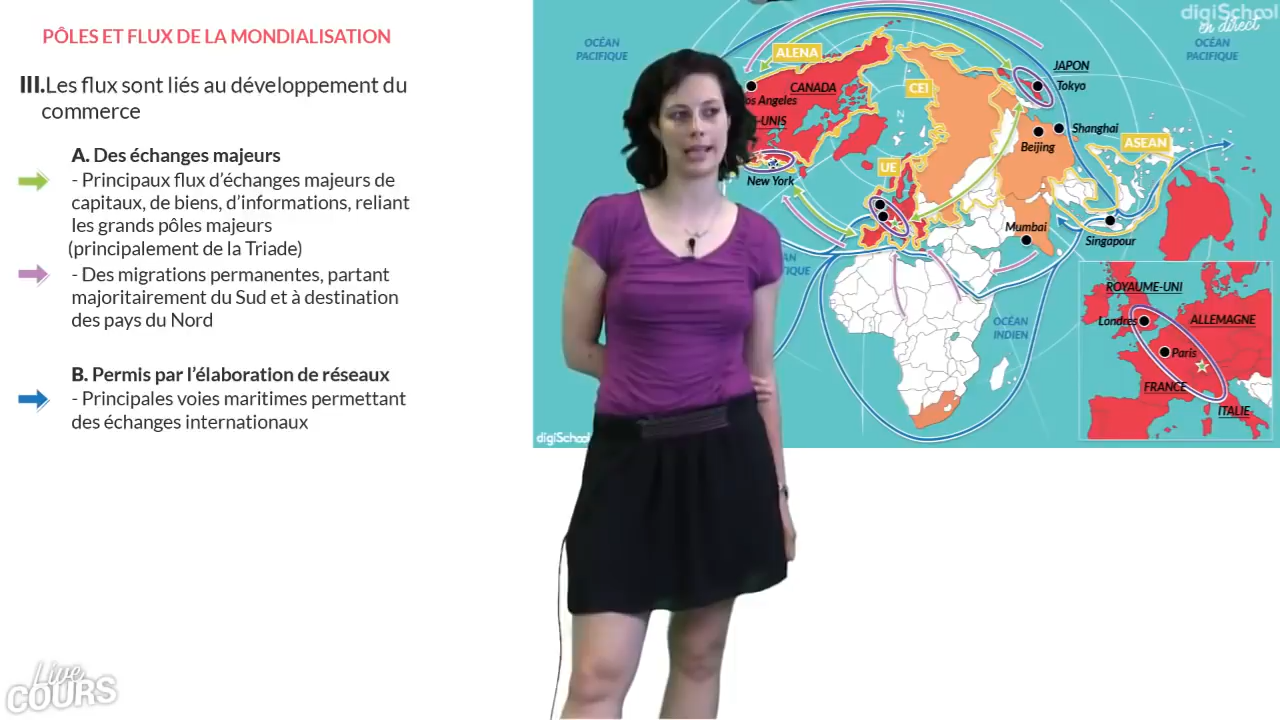 PÔLES ET FLUX DE LA MONDIALISATION
III.Les flux sont liés au développement du
commerce
A. Des échanges majeurs
- Principaux flux d'échanges majeurs de
capitaux, de biens, d'informations, reliant
les grands pôles majeurs
(principalement de la Triade)
- Des migrations permanentes, partant
majoritairement du Sud et à destination
des pays du Nord
B. Permis par l'élaboration de réseaux
- Principales voies maritimes permettant
des échanges internationaux
Live
COURS
digiSchool
en direct
OCÉAN
PACIFIQUE
OCÉAN
PACIFIQUE
ALENA
CANADA
os Angeles
-UNIS
New York
CEI
N
UE
JAPON
Tokyo
Shanghai
Beijing
ASEAN
Mumbai
Singapour
AN
TIQUE
OCÉAN
INDIEN
ROYAUME-UNI
Londres
ALLEMAGNE
Paris
FRANCE
ITALIE
digiSchool